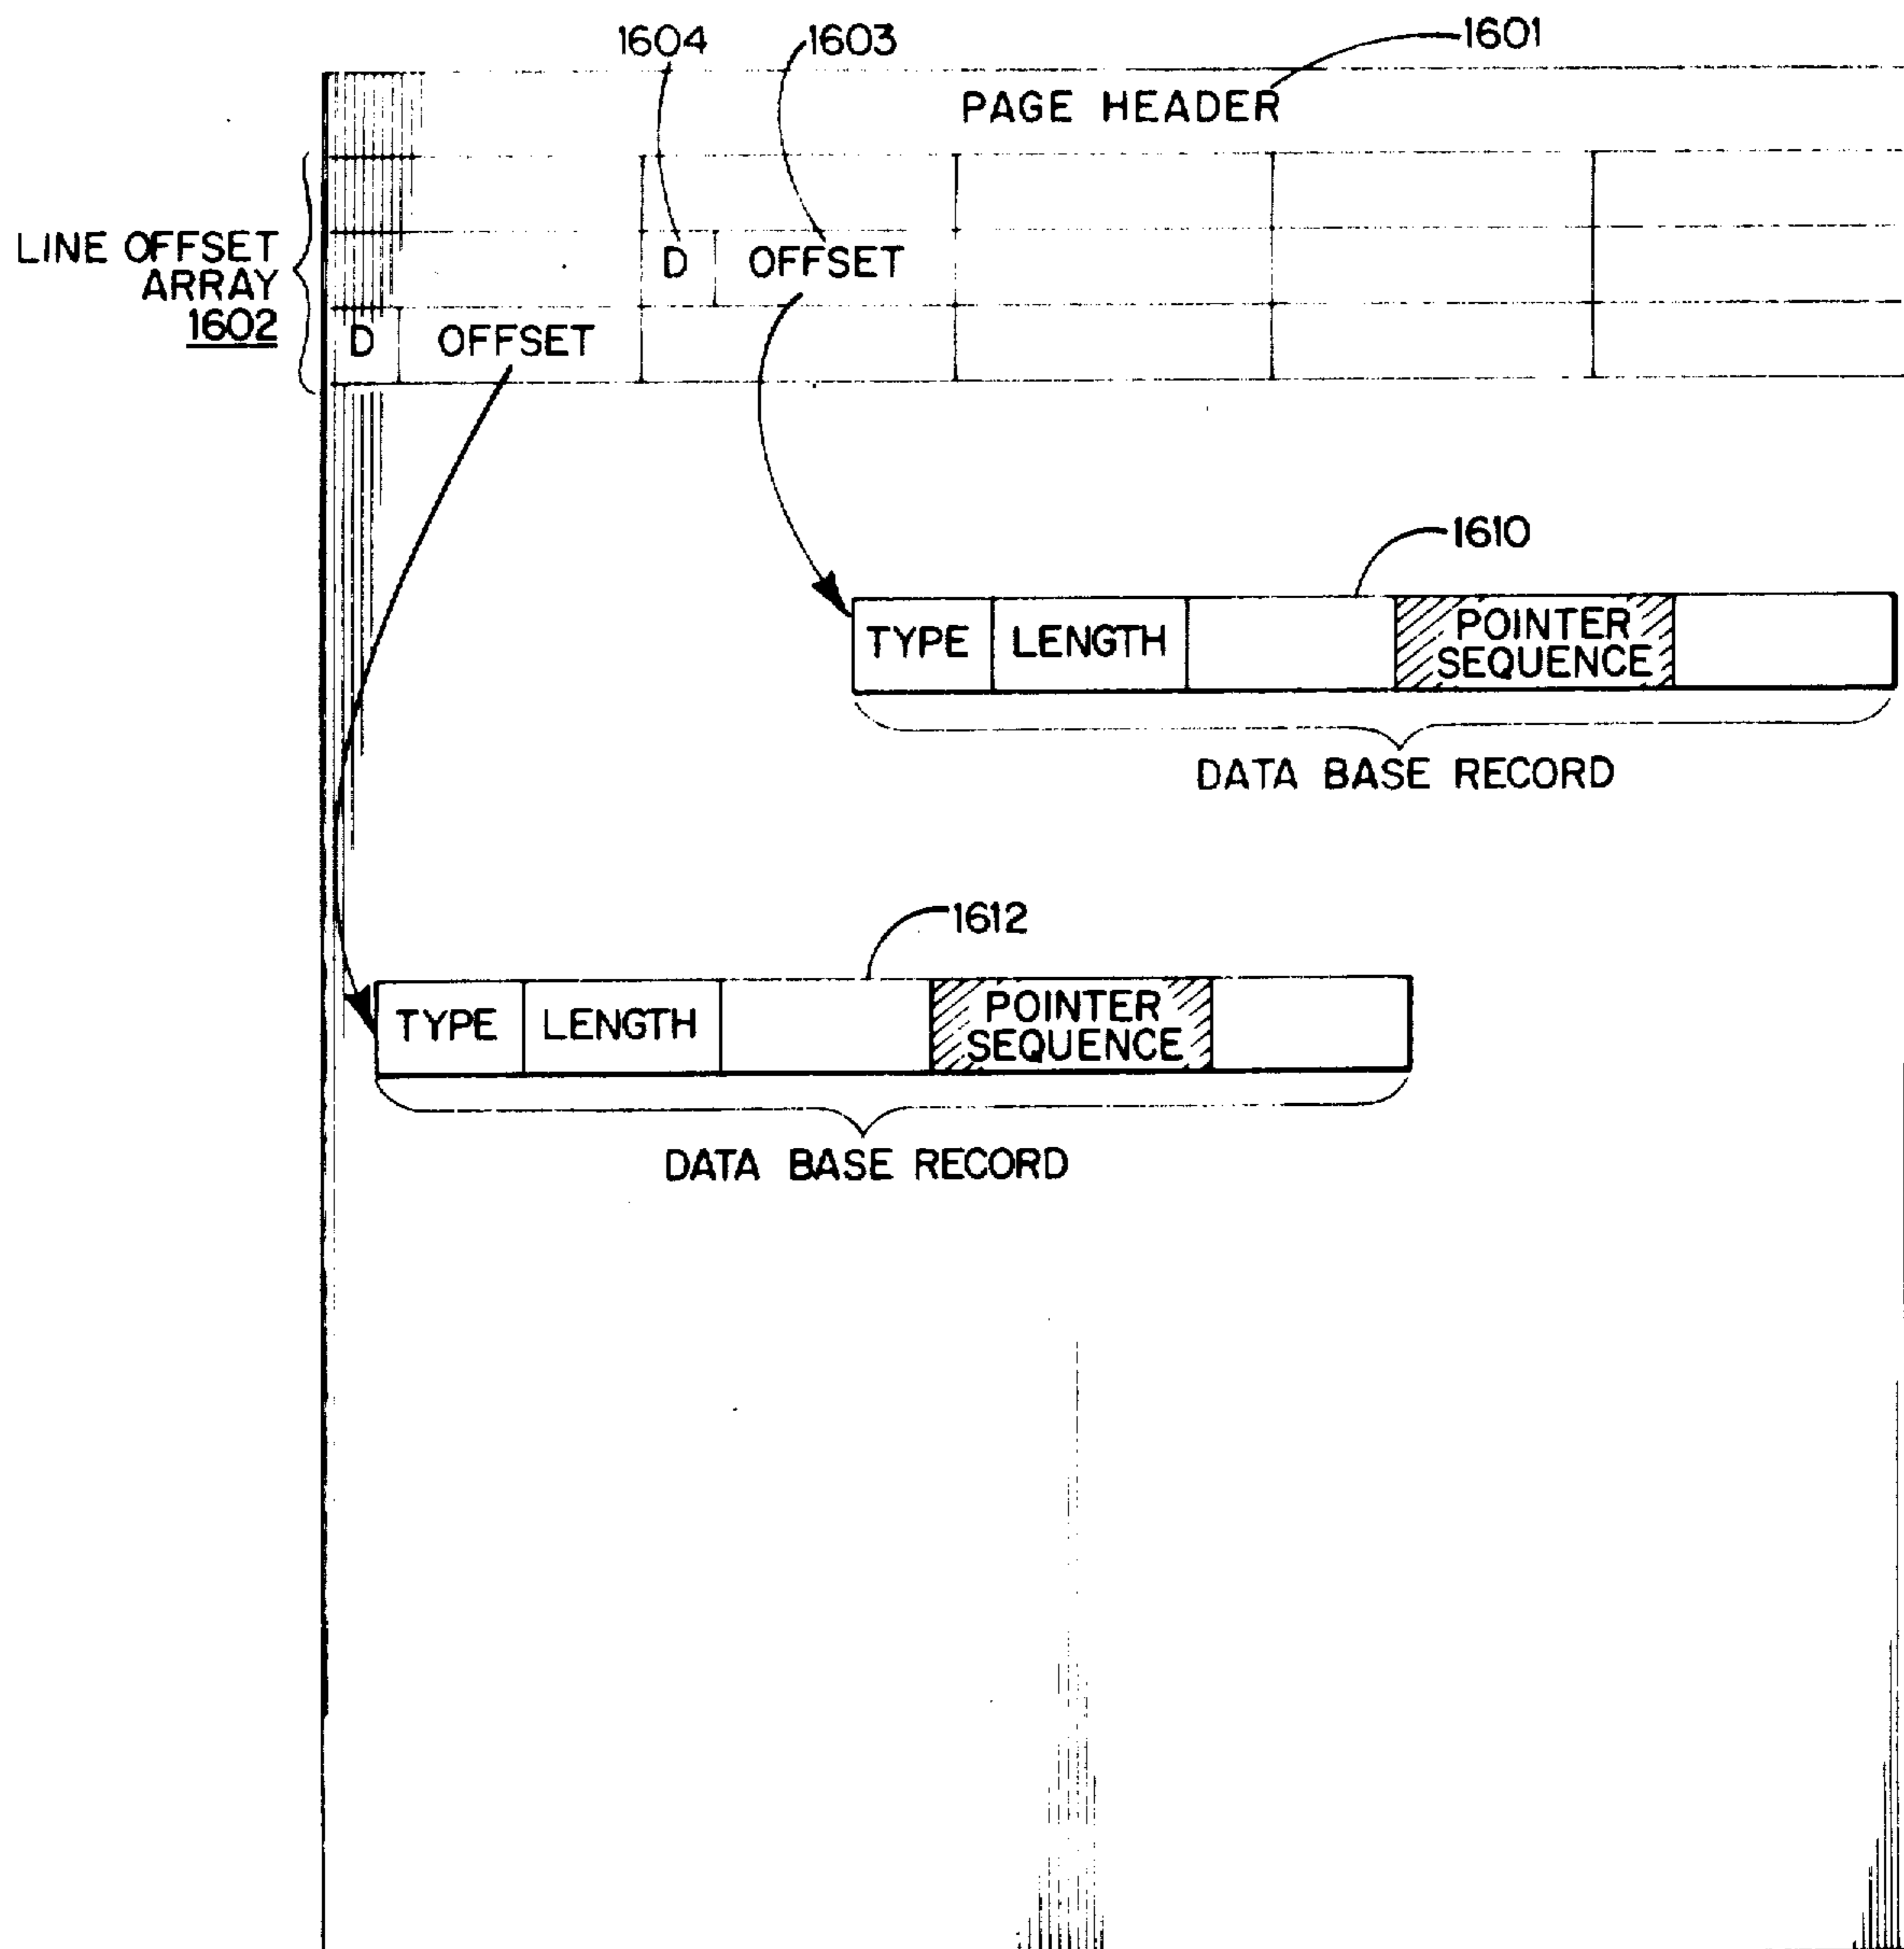 1604
1603
1601
PAGE HEADER
LINE OFFSET
ARRAY
1602
D OFFSET
D OFFSET
1610
TYPE LENGTH POINTER
SEQUENCE
DATA BASE RECORD
1612
TYPE LENGTH POINTER
SEQUENCE
DATA BASE RECORD